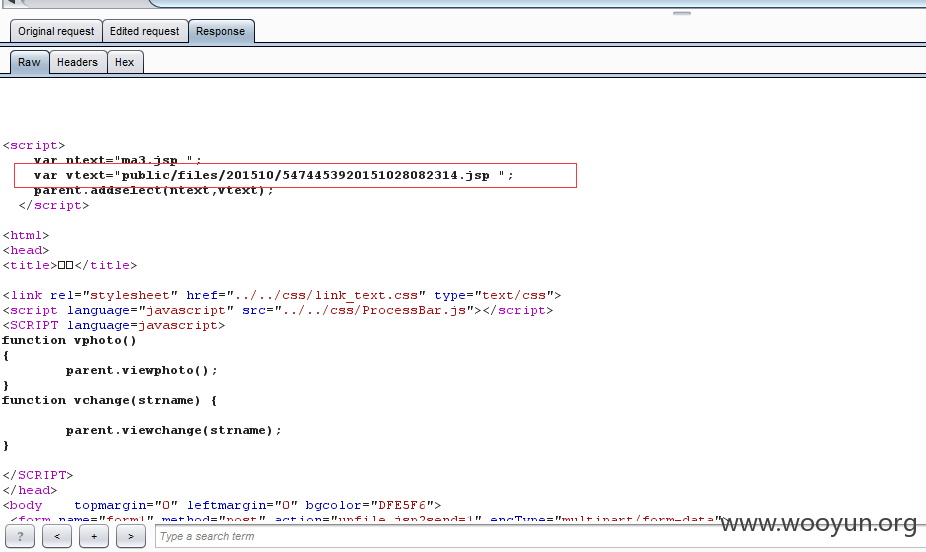 Original request Edited request Response
Raw Headers Hex
<script>
var ntext="ma3.jsp ";
var vtext="public/files/201510/5474453920151028082314.jsp ";
parent.addselect(ntext,vtext);
</script>
<html>
<head>
<title>□□</title>
<link rel="stylesheet" href="../../css/link_text.css" type="text/css">
<script language="javascript" src="../../css/ProcessBar.js"></script>
<SCRIPT language=javascript>
function vphoto()
{
parent.viewphoto();
}
function vchange(strname) {
parent.viewchange(strname);
}
</SCRIPT>
</head>
<body topmargin="0" leftmargin="0" bgcolor="DFE5F6">
<form name="form1" method="post" action="upfile.jsp?send=1" encType="multipart/form-data">
? < + > Type a search term
www.wooyun.org